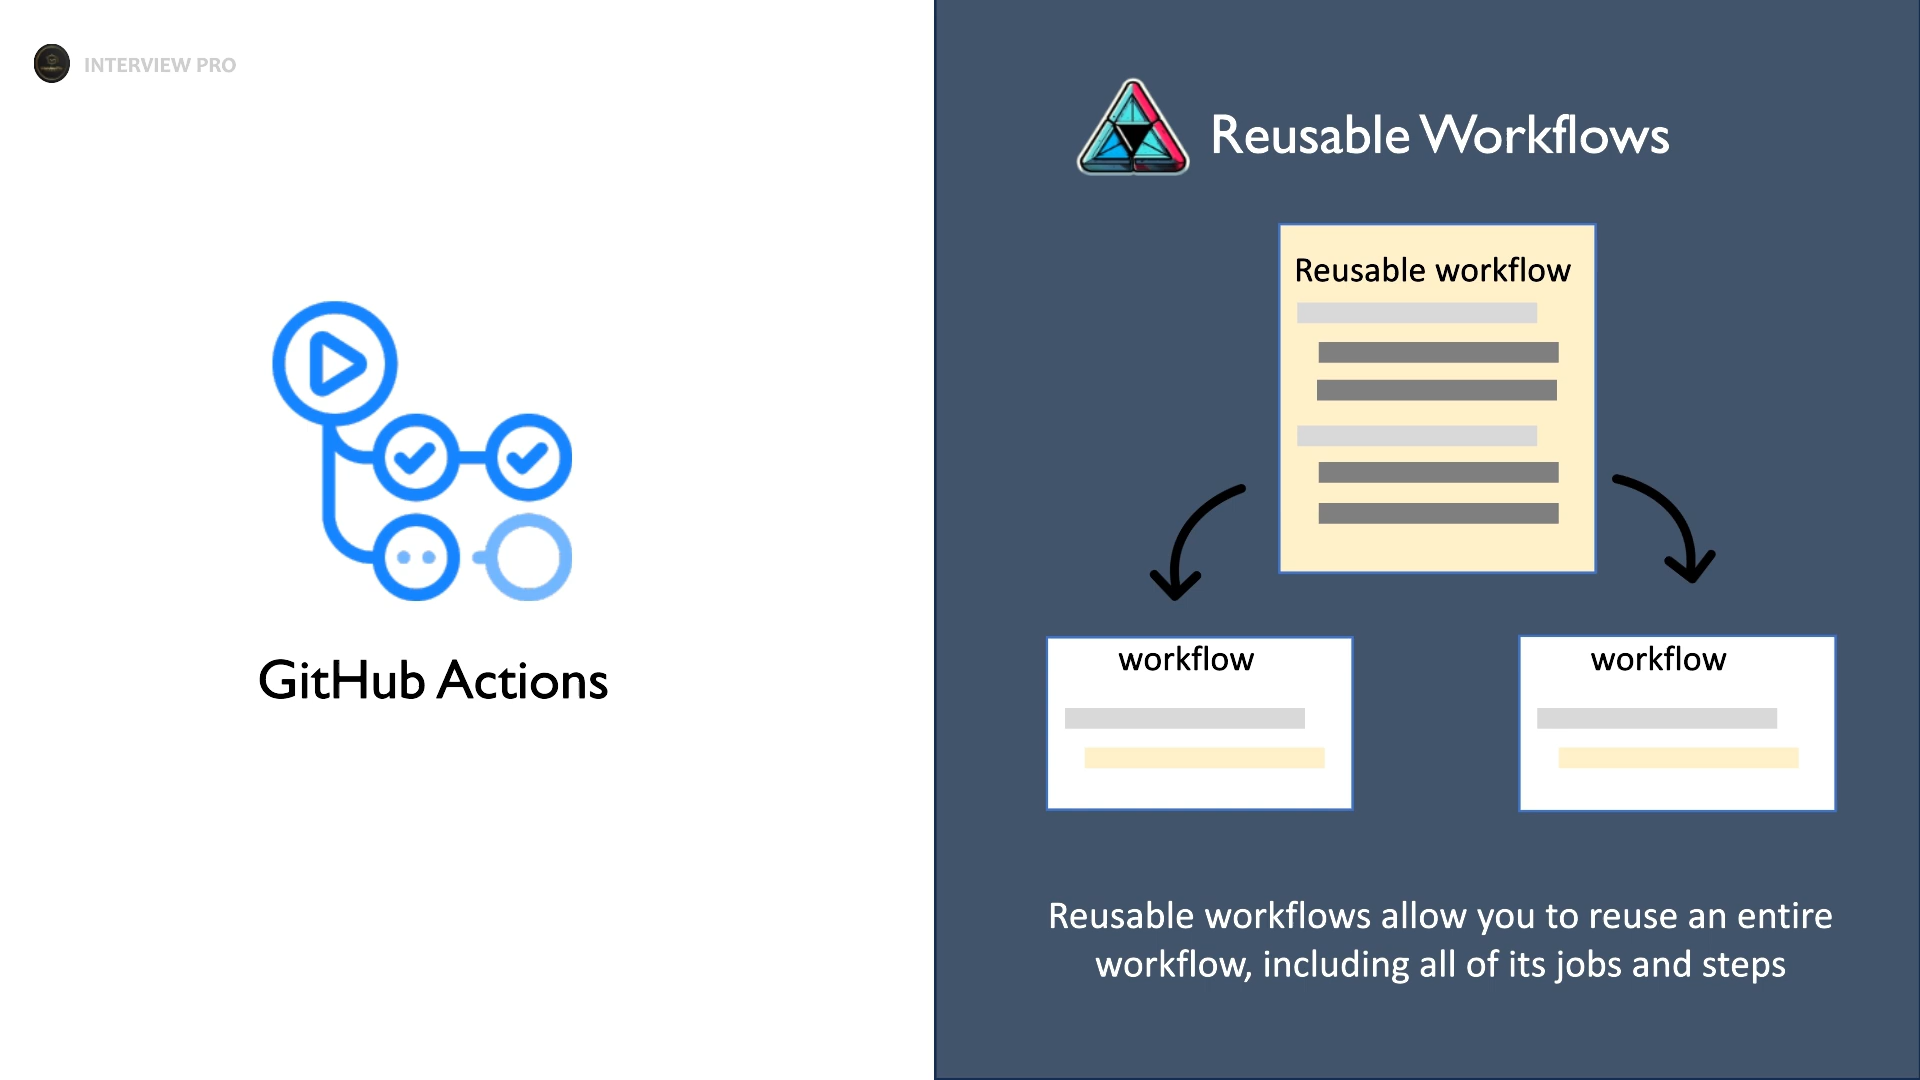 INTERVIEW PRO
GitHub Actions
Reusable Workflows
Reusable workflow
workflow
workflow
Reusable workflows allow you to reuse an entire
workflow, including all of its jobs and steps